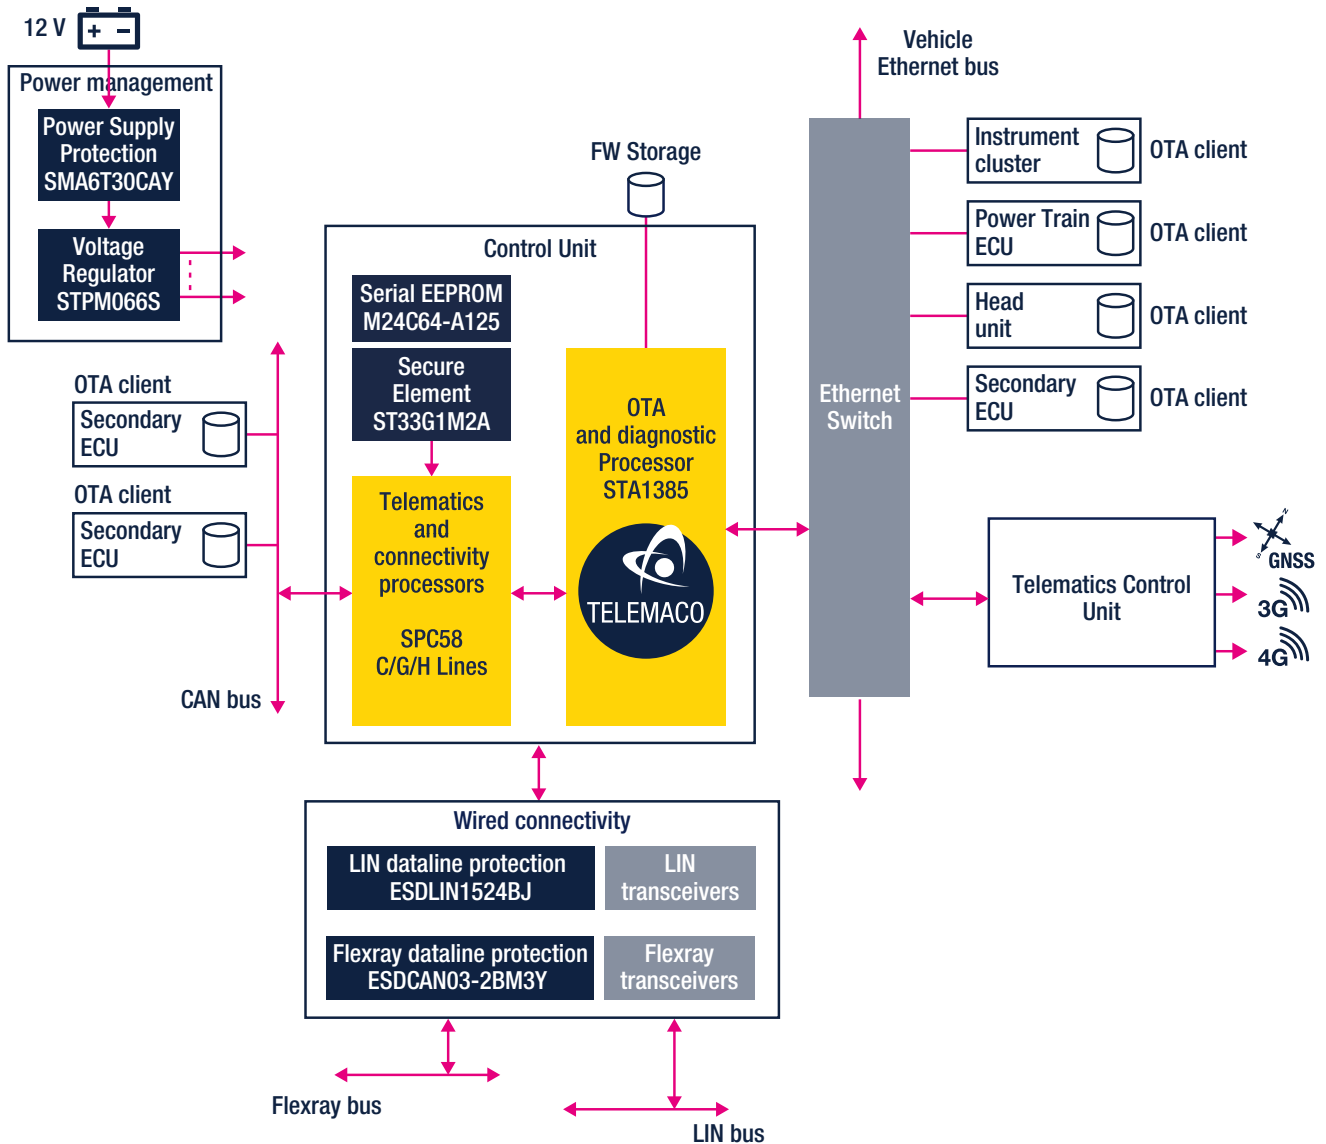 12 V
+ −
Power management
Power Supply
Protection
SMA6T30CAY
Voltage
Regulator
STPM066S
Vehicle
Ethernet bus
FW Storage
Control Unit
Serial EEPROM
M24C64-A125
Secure
Element
ST33G1M2A
Telematics
and
connectivity
processors
SPC58
C/G/H Lines
OTA
and diagnostic
Processor
STA1385
TELEMACO
Ethernet
Switch
Instrument
cluster
OTA client
Power Train
ECU
OTA client
Head
unit
OTA client
Secondary
ECU
OTA client
OTA client
Secondary
ECU
OTA client
Secondary
ECU
CAN bus
Telematics Control
Unit
N
S
GNSS
3G
4G
Wired connectivity
LIN dataline protection
ESDLIN1524BJ
LIN
transceivers
Flexray dataline protection
ESDCAN03-2BM3Y
Flexray
transceivers
Flexray bus
LIN bus